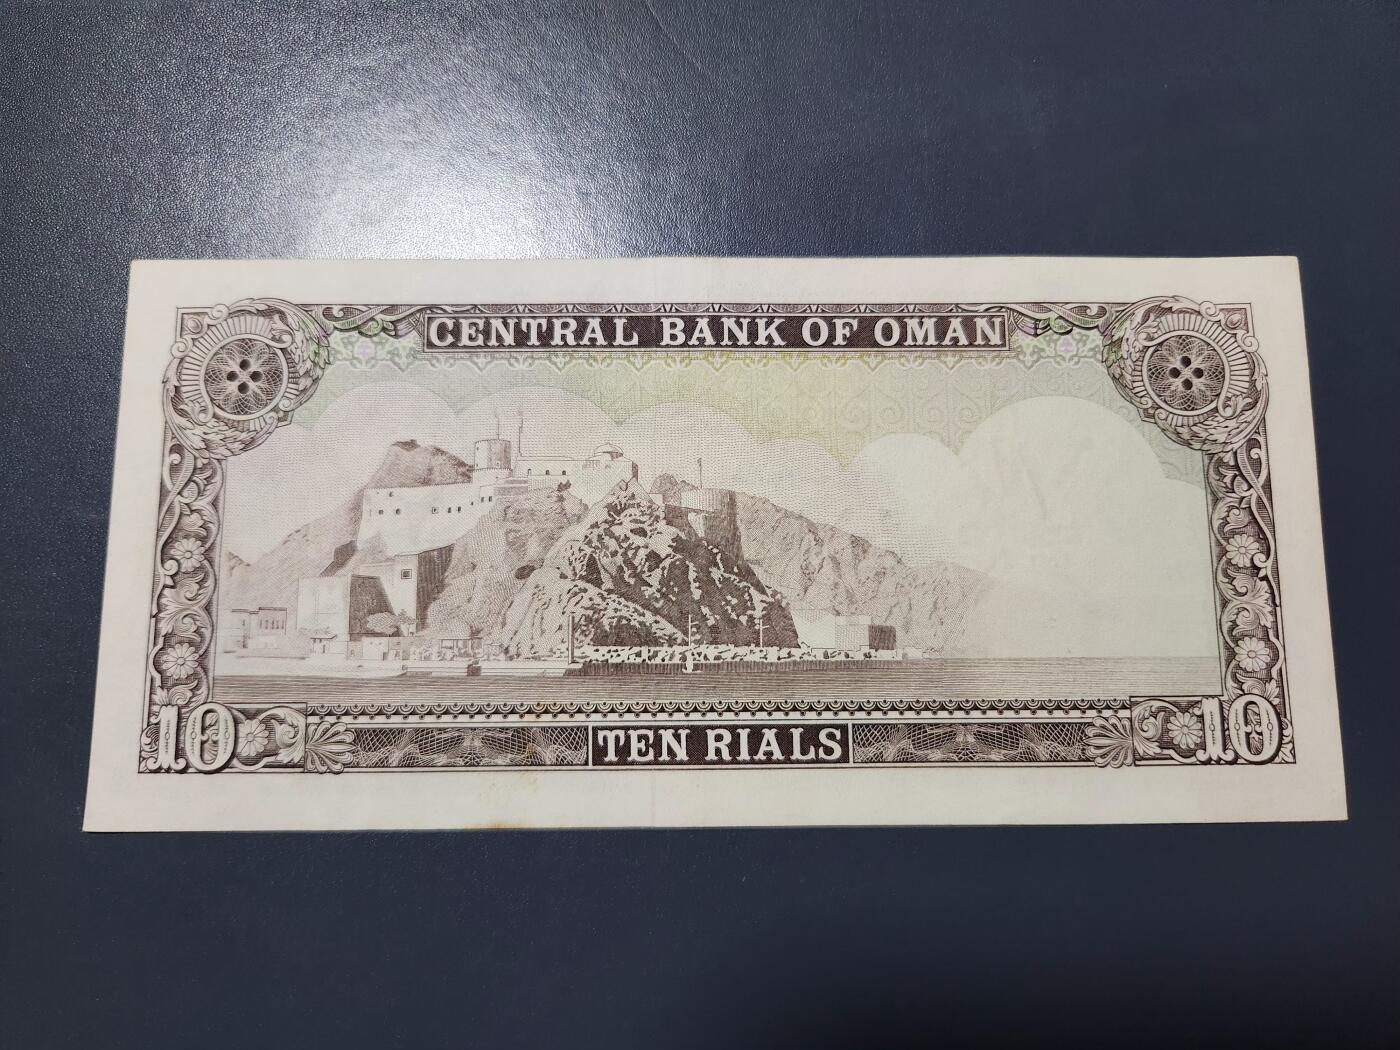 CENTRAL BANK OF OMAN
10 TEN RIALS 10